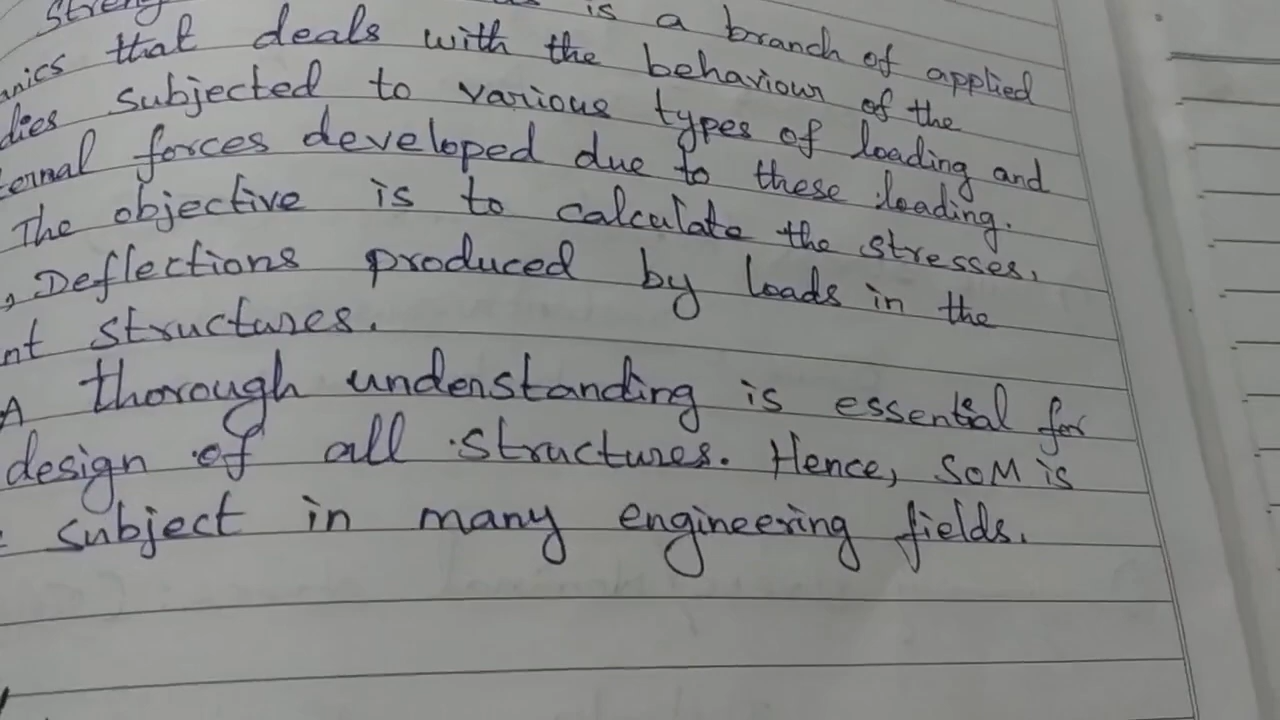 is a branch of applied
that deals with the behaviour of the
subjected to various types of loading and
forces developed due to these loading.
The objective is to calculate the stresses,
, Deflections produced by loads in the
structures.
A thorough understanding is essential for
design of all structures. Hence, SOM is
subject in many engineering fields.